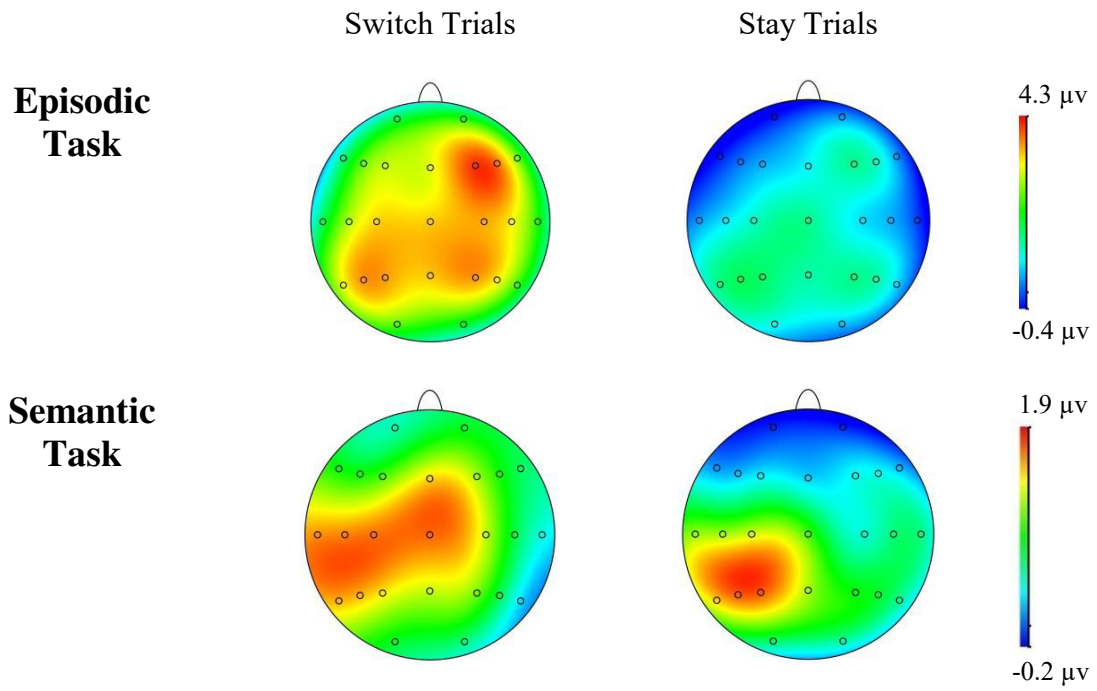 Switch Trials
Stay Trials
Episodic
Task
4.3 µv
-0.4 µv
Semantic
Task
1.9 µv
-0.2 µv